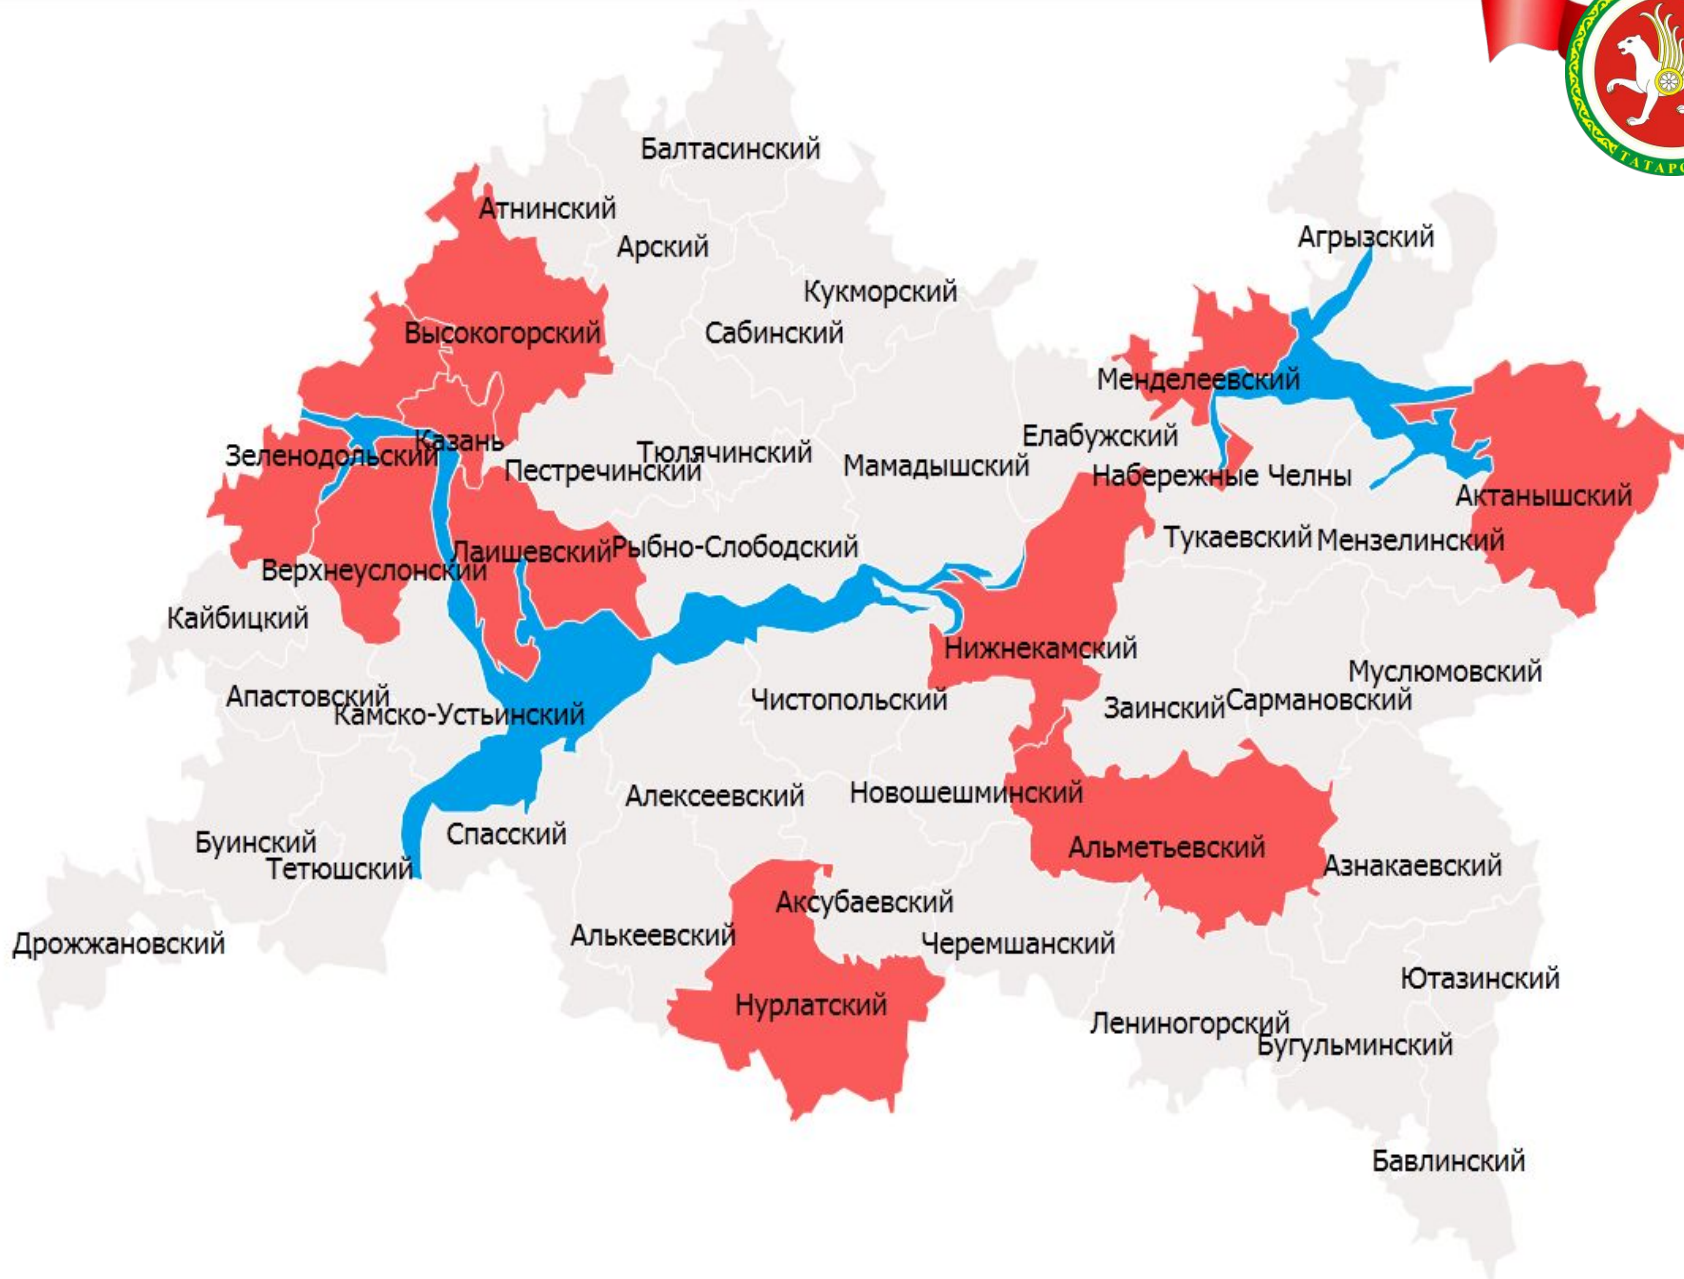 ТАТАРС
Балтасинский
Атнинский
Агрызский
Арский
Кукморский
Высокогорский
Сабинский
Менделеевский
Елабужский
Казань
Зеленодольский
Тюлячинский
Пестречинский
Мамадышский
Набережные Челны
Актанышский
Тукаевский
Мензелинский
Лаишевский
Рыбно-Слободский
Верхнеуслонский
Кайбицкий
Нижнекамский
Муслюмовский
Апастовский
Камско-Устьинский
Чистопольский
Заинский
Сармановский
Алексеевский
Новошешминский
Спасский
Буинский
Тетюшский
Альметьевский
Азнакаевский
Аксубаевский
Алькеевский
Черемшанский
Дрожжановский
Ютазинский
Нурлатский
Лениногорский
Бугульминский
Бавлинский